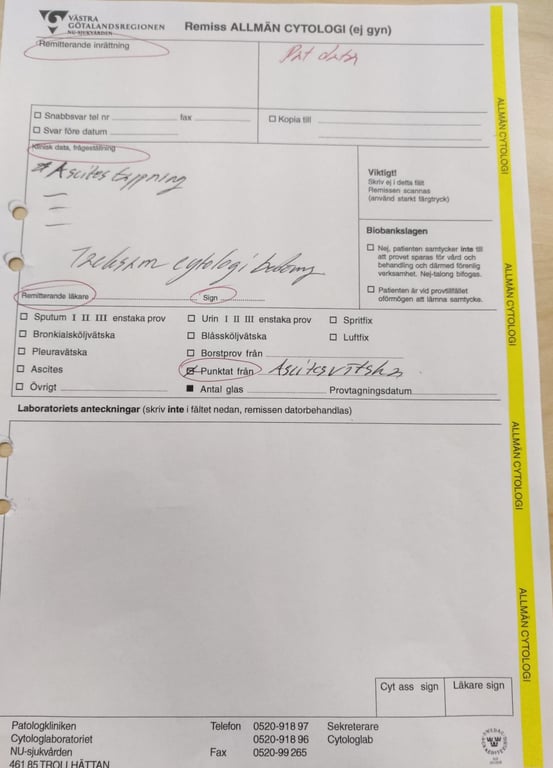 VÄSTRA
GÖTALANDSREGIONEN
NU-SJUKVÅRDEN
Remiss ALLMÄN CYTOLOGI (ej gyn)
Remitterande inrättning
Pat data
Snabbsvar tel nr fax
Svar före datum
Kopia till
Klinisk data, frågeställning
# Ascites tappning
Tacksam cytologi bedömn
Viktigt!
Skriv ej i detta fält
Remissen scannas
(använd starkt färgtryck)
Biobankslagen
Nej, patienten samtycker inte till
att provet sparas för vård och
behandling och därmed förenlig
verksamhet. Nej-talong bifogas.
Patienten är vid provtillfället
oförmögen att lämna samtycke.
Remitterande läkare
Sign
Sputum I II III enstaka prov
Urin I II III enstaka prov
Spritfix
Bronkialsköljvätska
Blåssköljvätska
Luftfix
Pleuravätska
Borstprov från
Ascites
Punktat från Ascitesvätska
Övrigt
Antal glas
Provtagningsdatum
Laboratoriets anteckningar (skriv inte i fältet nedan, remissen datorbehandlas)
ALLMÄN CYTOLOGI
ALLMÄN CYTOLOGI
ALLMÄN CYTOLOGI
ALLMÄN CYTOLOGI
Cyt ass sign
Läkare sign
Patologkliniken
Cytologlaboratoriet
NU-sjukvården
461 85 TROLLHÄTTAN
Telefon 0520-918 97 Sekreterare
0520-918 96 Cytologlab
Fax 0520-99 265